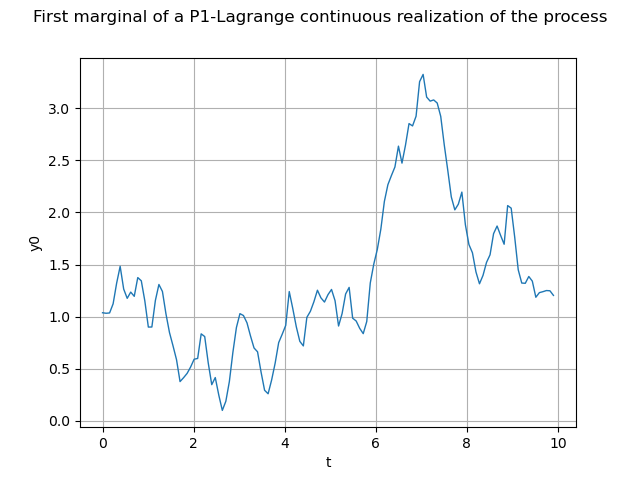 First marginal of a P1-Lagrange continuous realization of the process
3.0
2.5
2.0
1.5
1.0
0.5
0.0
y0
0 2 4 6 8 10
t